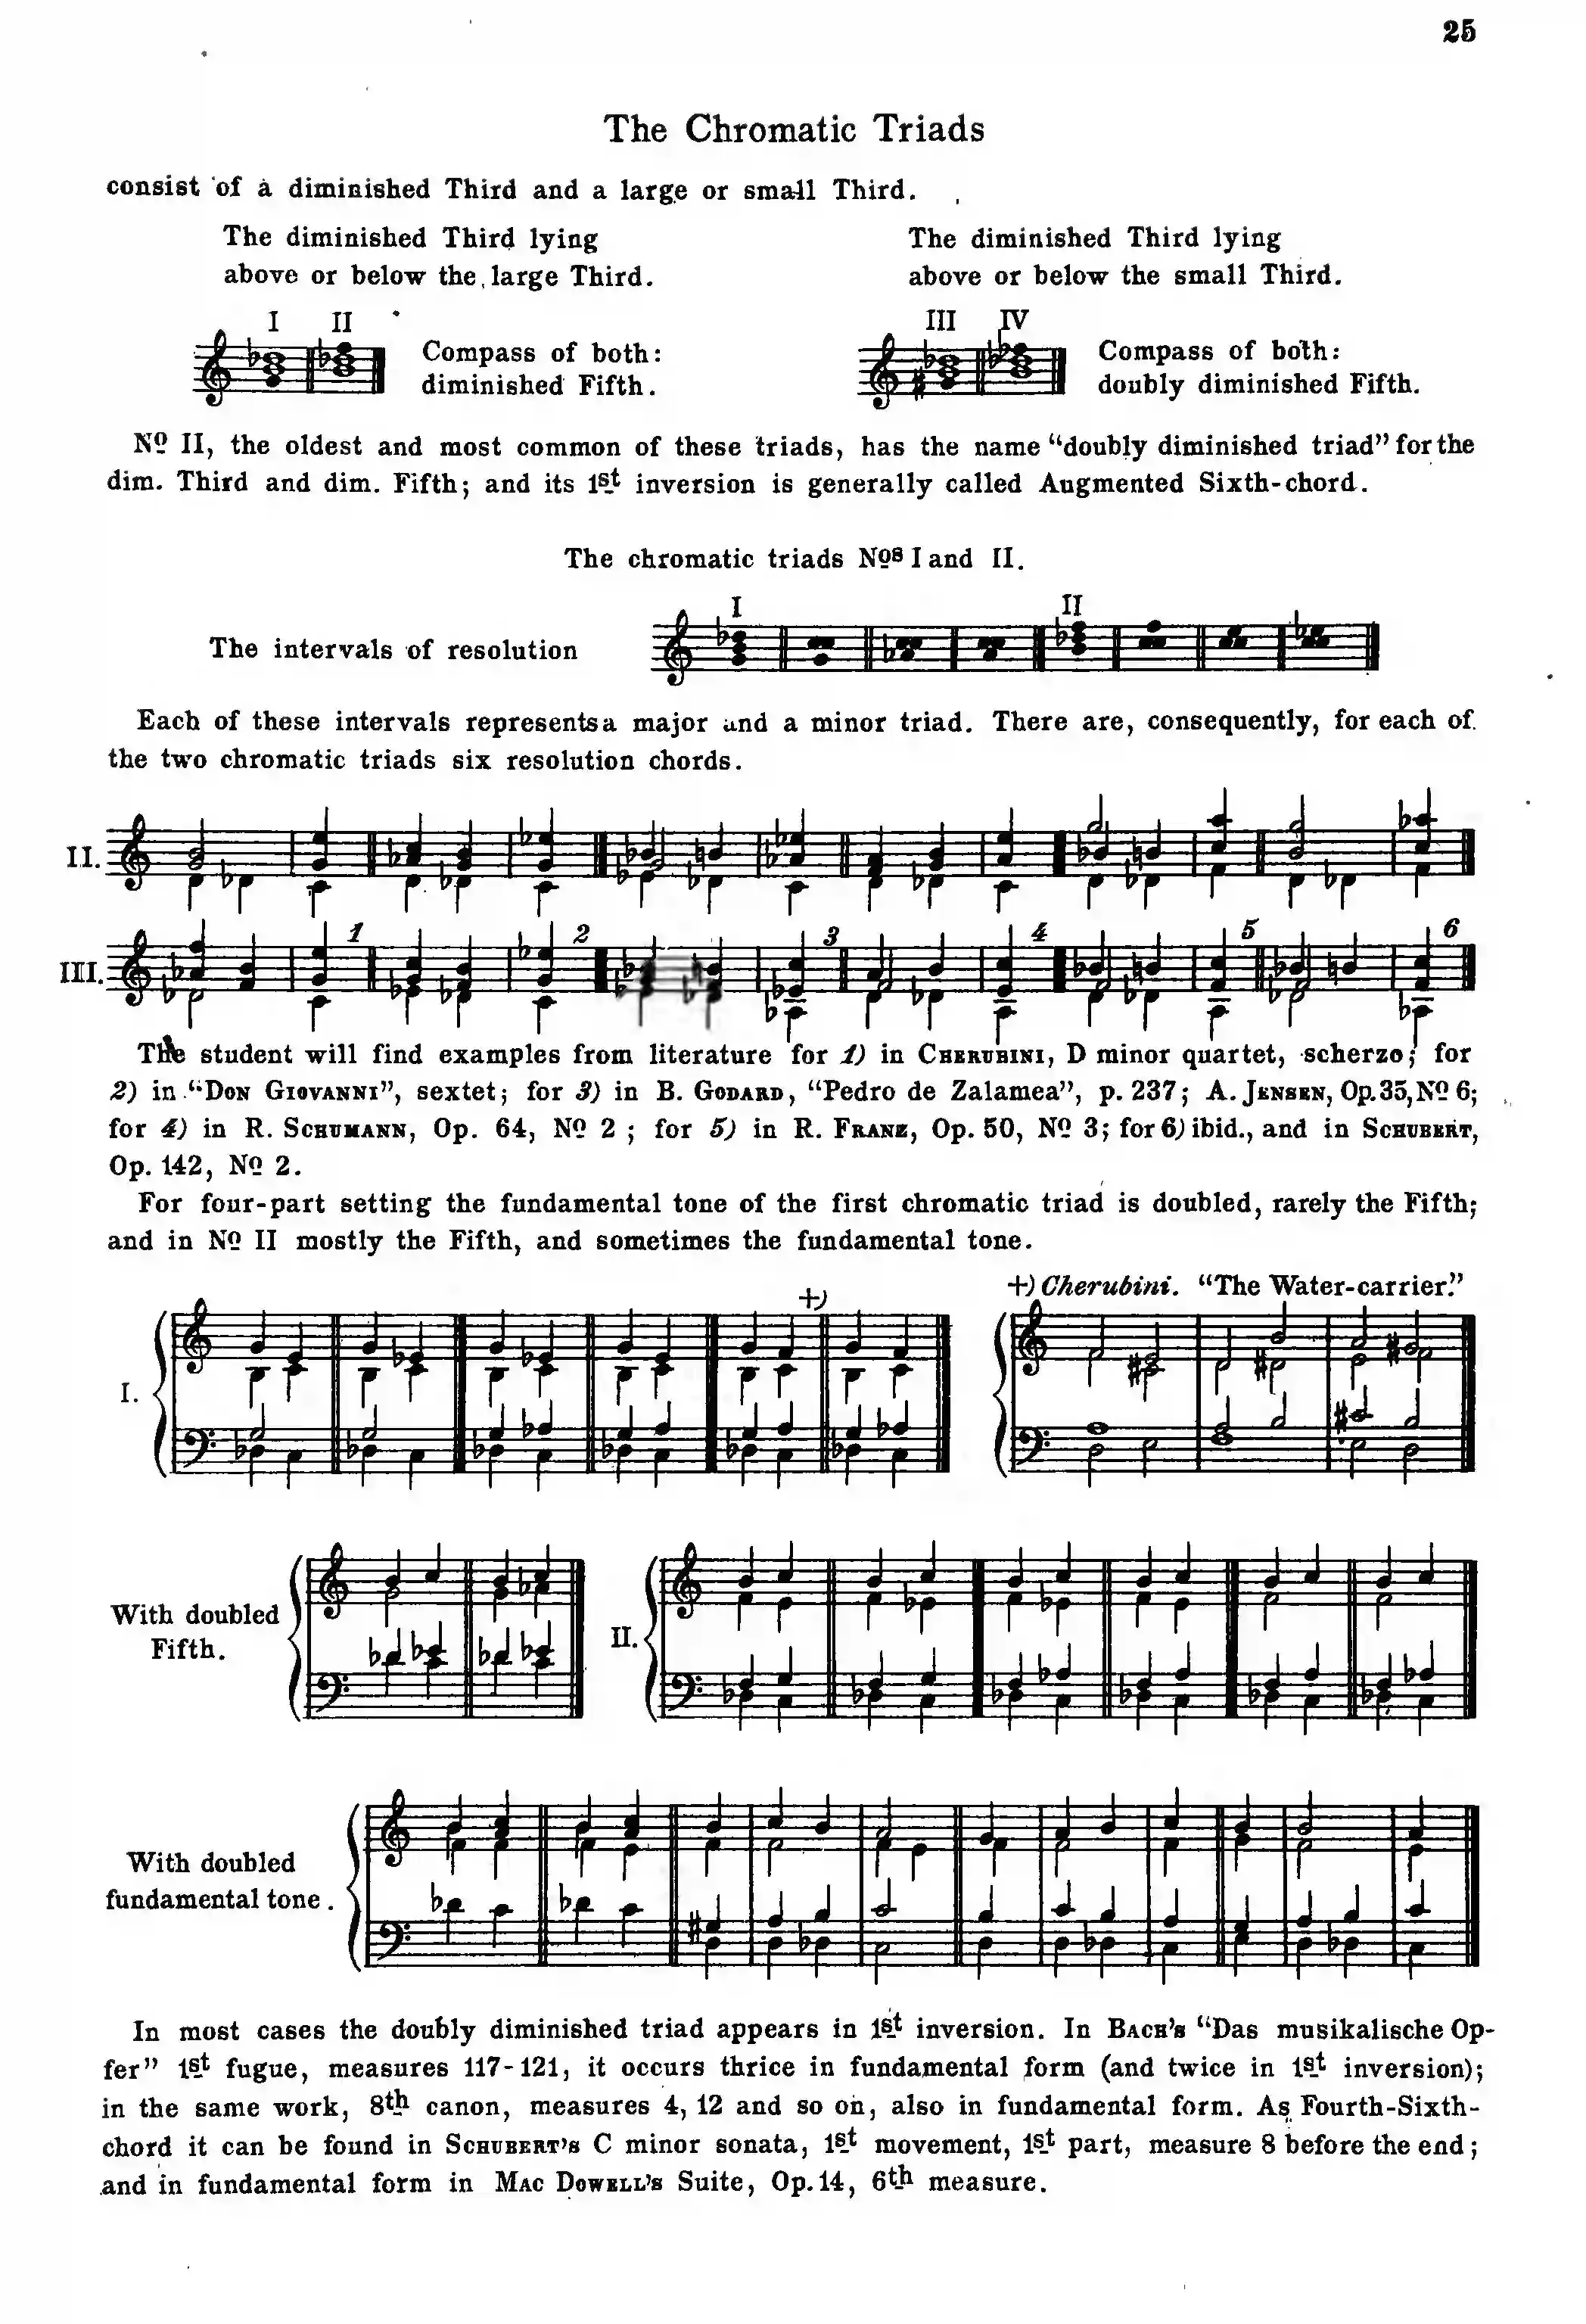 25
The Chromatic Triads
consist of a diminished Third and a large or small Third.
The diminished Third lying
above or below the large Third.
The diminished Third lying
above or below the small Third.
I II
Compass of both:
diminished Fifth.
III IV
Compass of both:
doubly diminished Fifth.
No II, the oldest and most common of these triads, has the name "doubly diminished triad" for the
dim. Third and dim. Fifth; and its 1st inversion is generally called Augmented Sixth-chord.
The chromatic triads Nos I and II.
I II
The intervals of resolution
Each of these intervals represents a major and a minor triad. There are, consequently, for each of
the two chromatic triads six resolution chords.
II.
1 2 3 4 5 6
III.
The student will find examples from literature for 1) in CHERUBINI, D minor quartet, scherzo; for
2) in "DON GIOVANNI", sextet; for 3) in B. GODARD, "Pedro de Zalamea", p. 237; A. JENSEN, Op. 35, No 6;
for 4) in R. SCHUMANN, Op. 64, No 2 ; for 5) in R. FRANZ, Op. 50, No 3; for 6) ibid., and in SCHUBERT,
Op. 142, No 2.
For four-part setting the fundamental tone of the first chromatic triad is doubled, rarely the Fifth;
and in No II mostly the Fifth, and sometimes the fundamental tone.
+) Cherubini. "The Water-carrier."
+)
I.
With doubled
Fifth.
II.
With doubled
fundamental tone.
In most cases the doubly diminished triad appears in 1st inversion. In BACH'S "Das musikalische Op-
fer" 1st fugue, measures 117-121, it occurs thrice in fundamental form (and twice in 1st inversion);
in the same work, 8th canon, measures 4, 12 and so on, also in fundamental form. As Fourth-Sixth-
chord it can be found in SCHUBERT'S C minor sonata, 1st movement, 1st part, measure 8 before the end;
and in fundamental form in MAC DOWELL'S Suite, Op. 14, 6th measure.